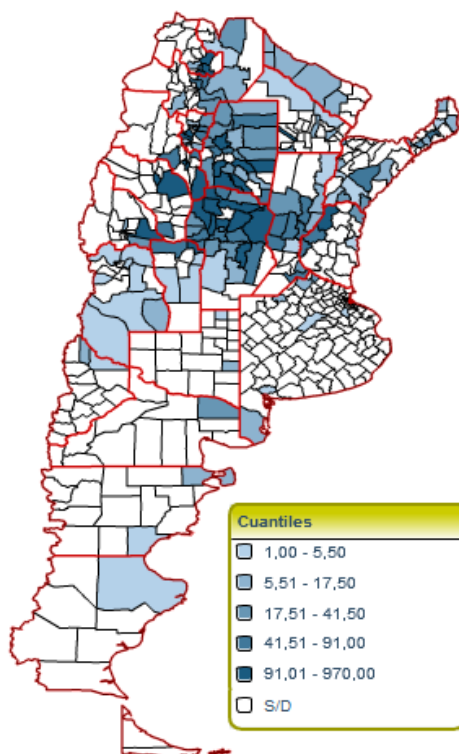 Cuantiles
1,00 - 5,50
5,51 - 17,50
17,51 - 41,50
41,51 - 91,00
91,01 - 970,00
S/D